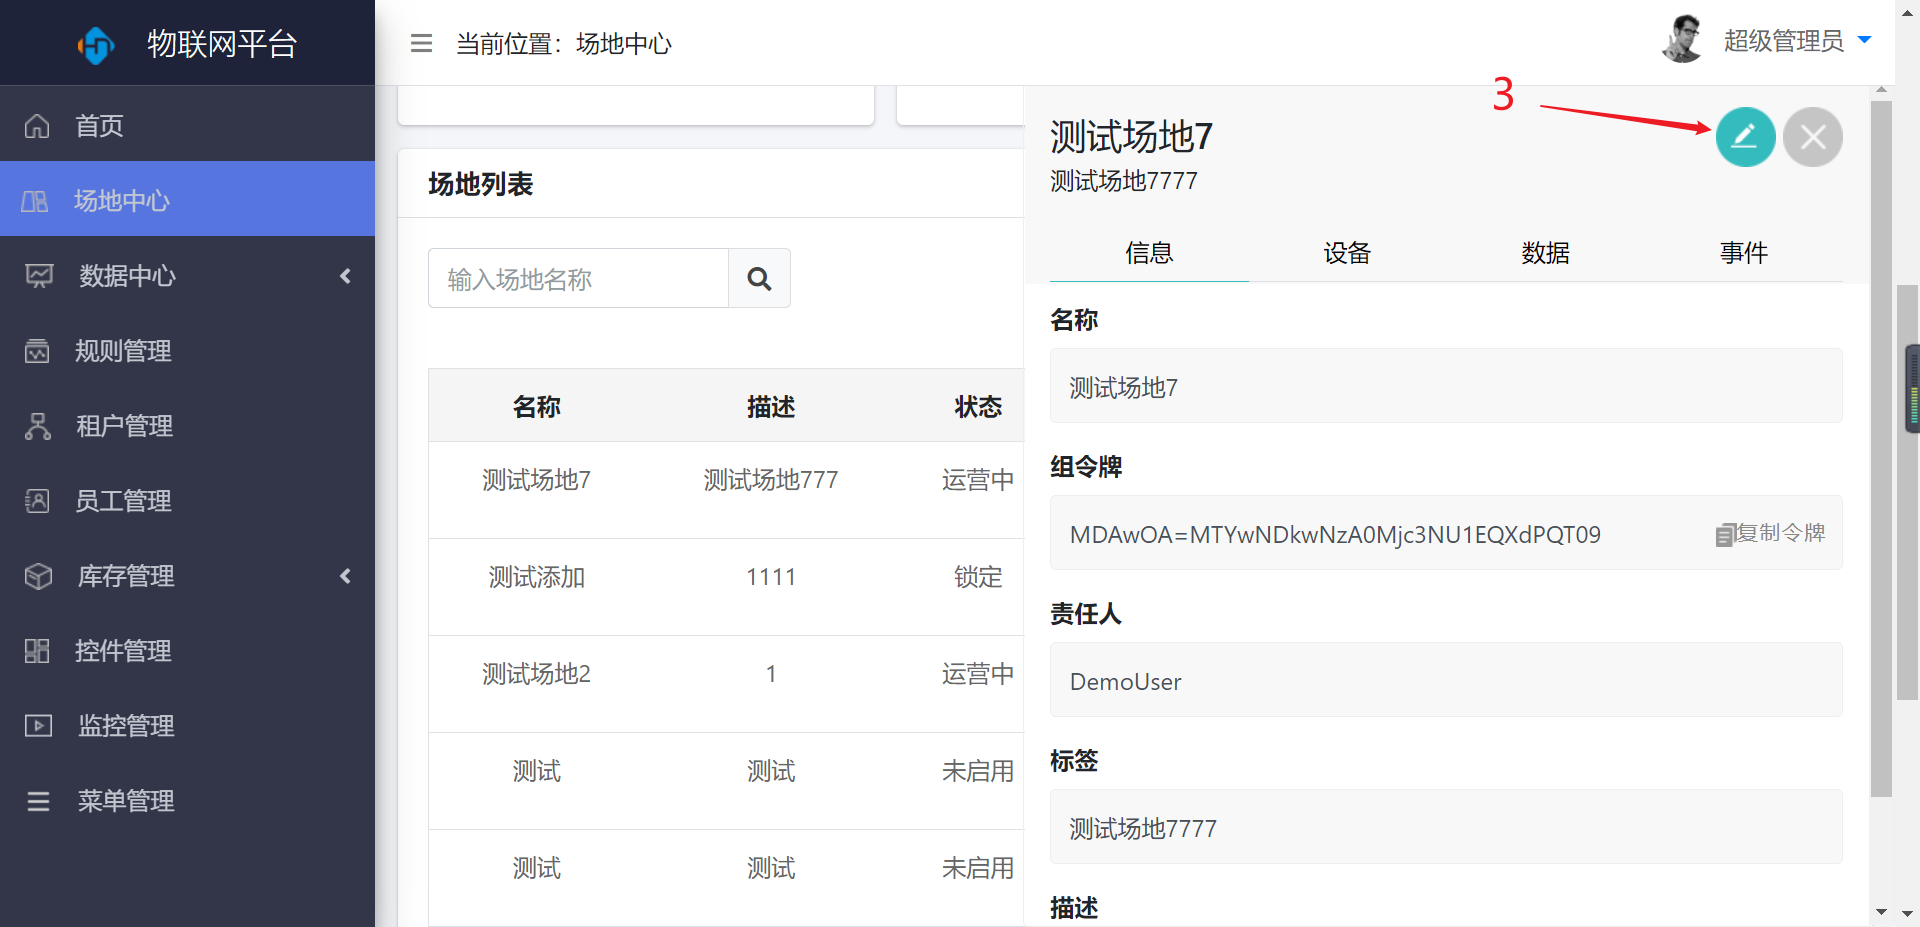 物联网平台
首页
场地中心
数据中心
规则管理
租户管理
员工管理
库存管理
控件管理
监控管理
菜单管理
当前位置：场地中心
超级管理员
3
场地列表
输入场地名称
名称 描述 状态
测试场地7 测试场地777 运营中
测试添加 1111 锁定
测试场地2 1 运营中
测试 测试 未启用
测试 测试 未启用
测试场地7
测试场地7777
信息 设备 数据 事件
名称
测试场地7
组令牌
MDAwOA=MTYwNDkwNzA0Mjc3NU1EQXdPQT09 复制令牌
责任人
DemoUser
标签
测试场地7777
描述